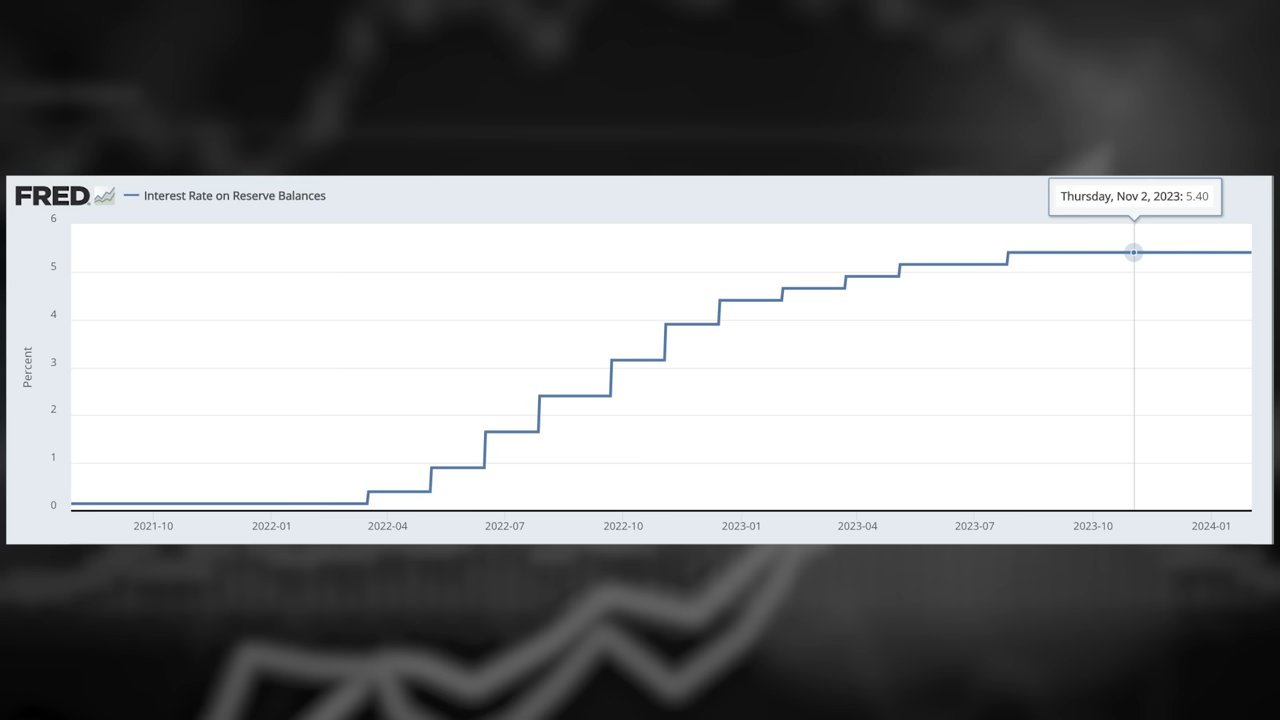 FRED
Interest Rate on Reserve Balances
Thursday, Nov 2, 2023: 5.40
6
5
4
3
2
1
0
Percent
2021-10 2022-01 2022-04 2022-07 2022-10 2023-01 2023-04 2023-07 2023-10 2024-01